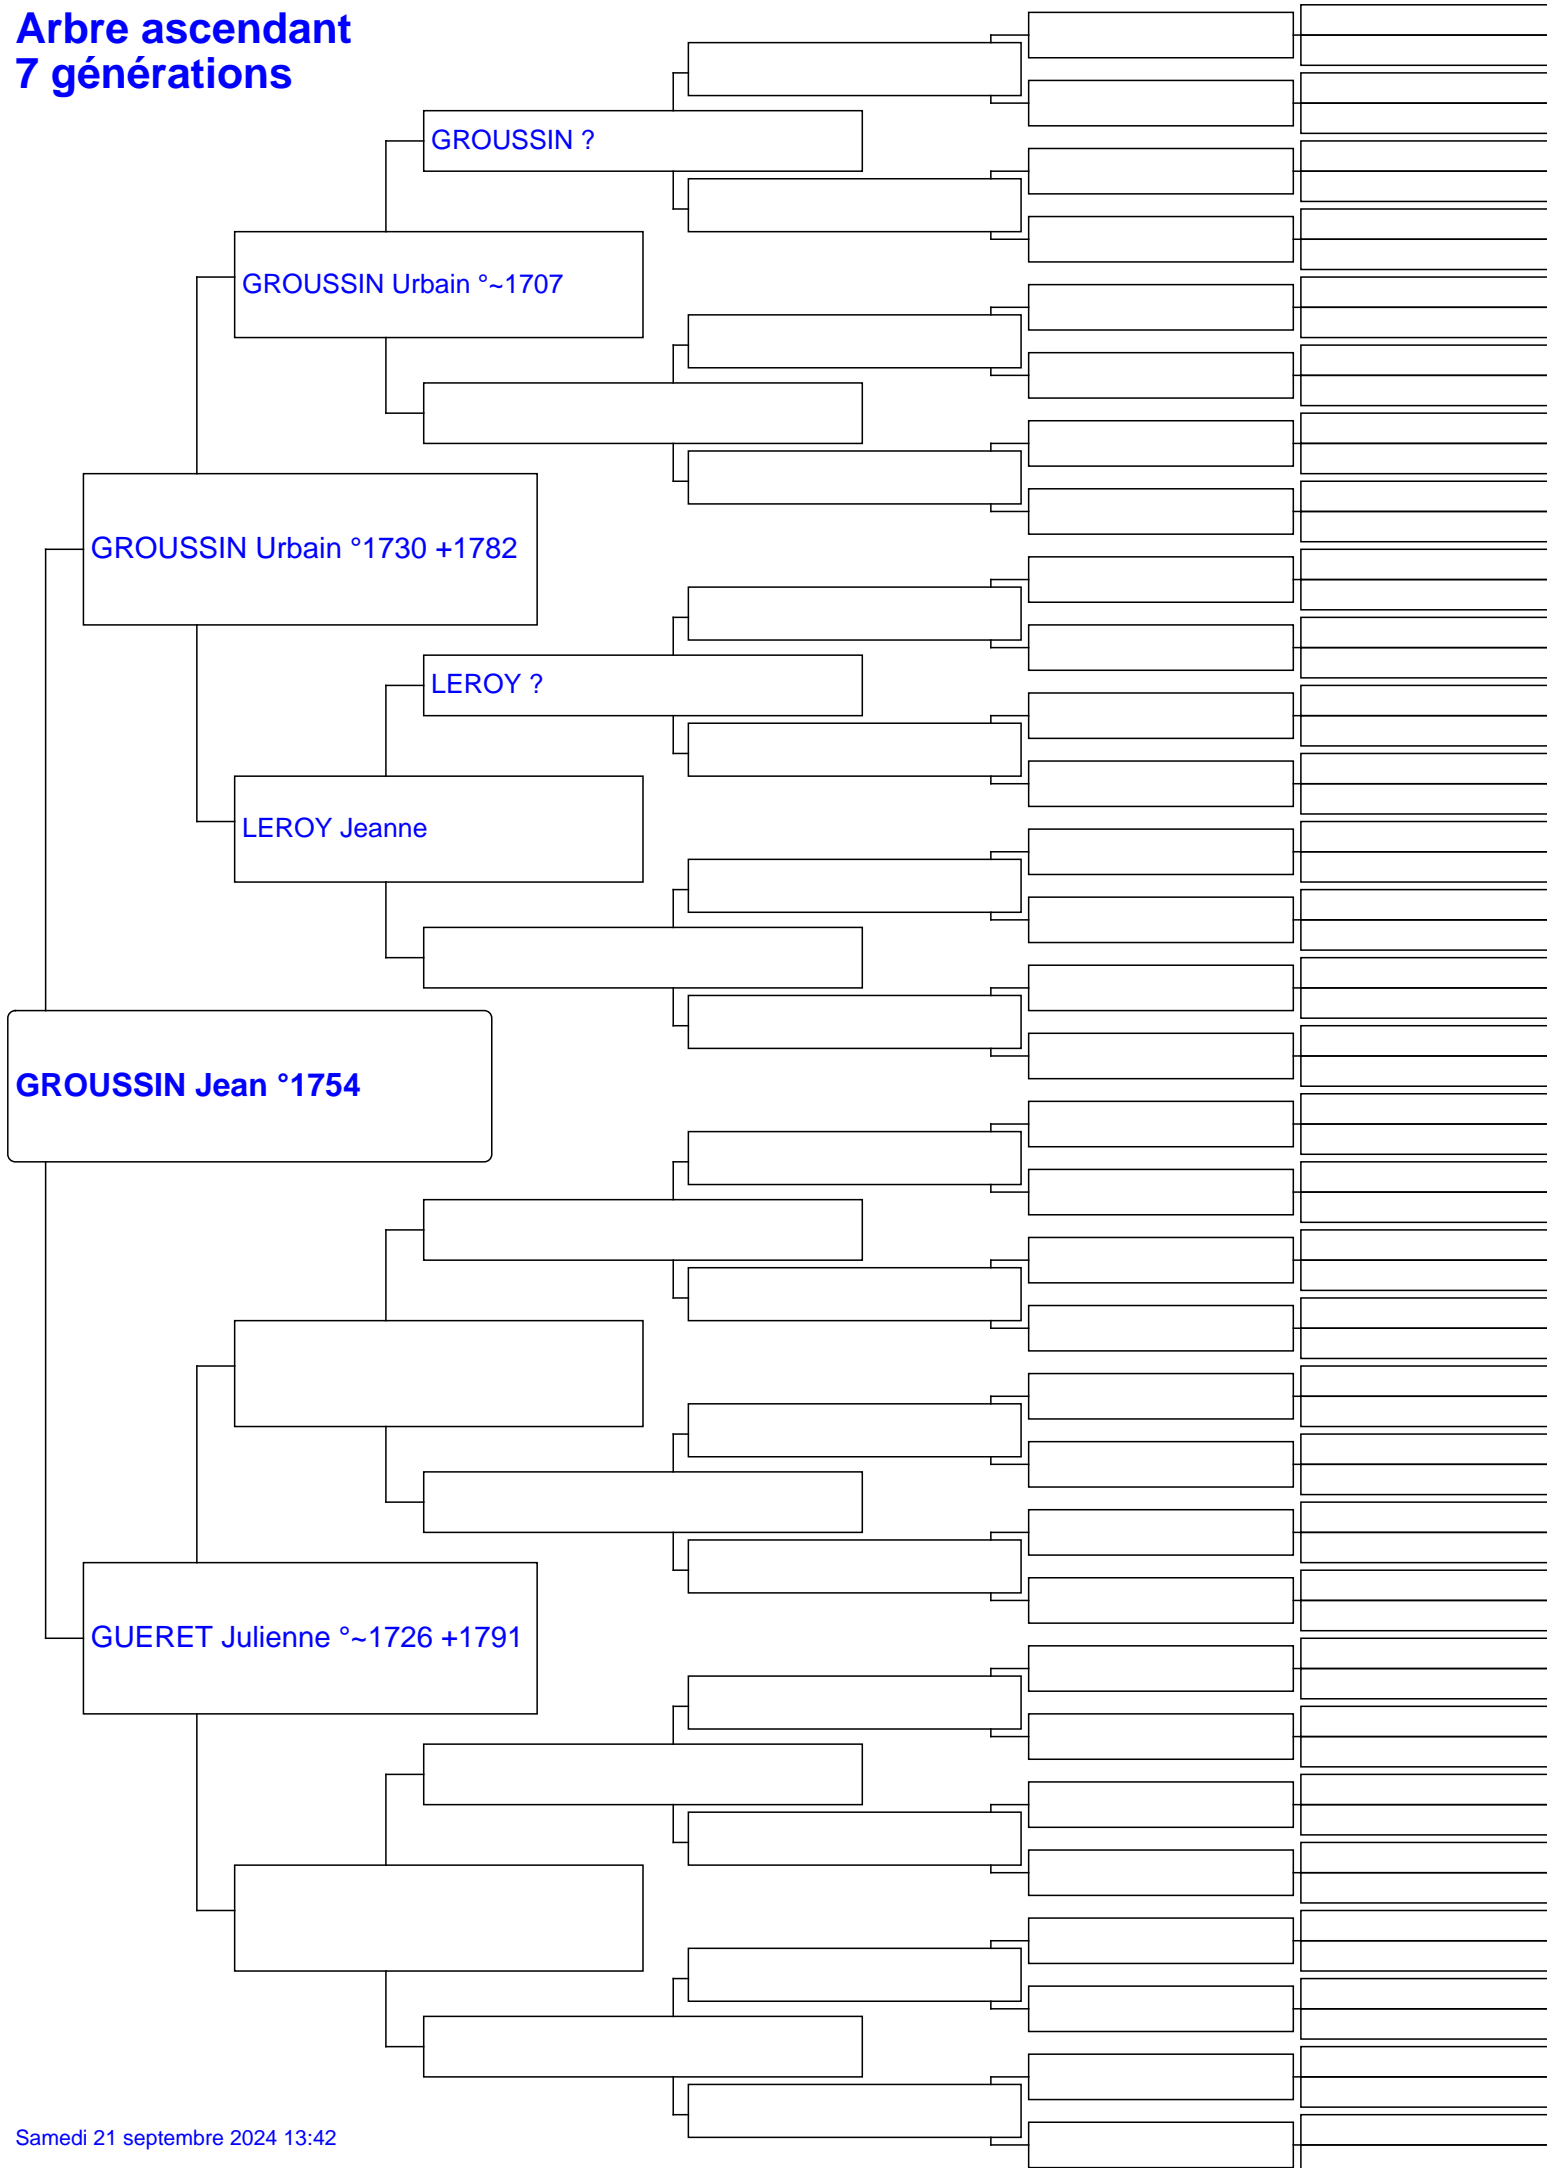 Arbre ascendant
7 générations
GROUSSIN ?
GROUSSIN Urbain °~1707
GROUSSIN Urbain °1730 +1782
LEROY ?
LEROY Jeanne
GROUSSIN Jean °1754
GUERET Julienne °~1726 +1791
Samedi 21 septembre 2024 13:42